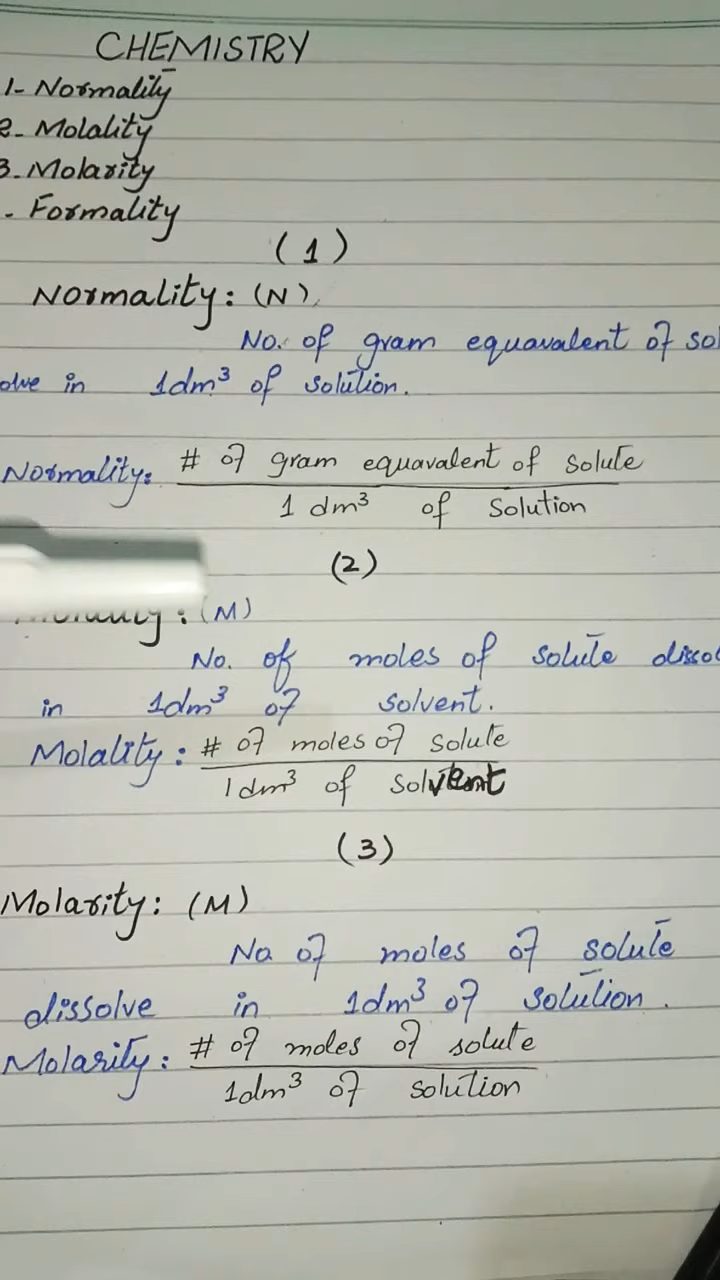 CHEMISTRY
1- Normality
2- Molality
3. Molarity
- Formality
(1)
Normality: (N)
No. of gram equavalent of sol
olve in 1dm³ of solution.
Normality: # of gram equavalent of solute
1 dm³ of Solution
(2)
: (M)
No. of moles of solute dissol
in 1dm³ of solvent.
Molality: # of moles of solute
1dm³ of solvent
(3)
Molarity: (M)
No. of moles of solute
dissolve in 1dm³ of solution.
Molarity: # of moles of solute
1dm³ of solution